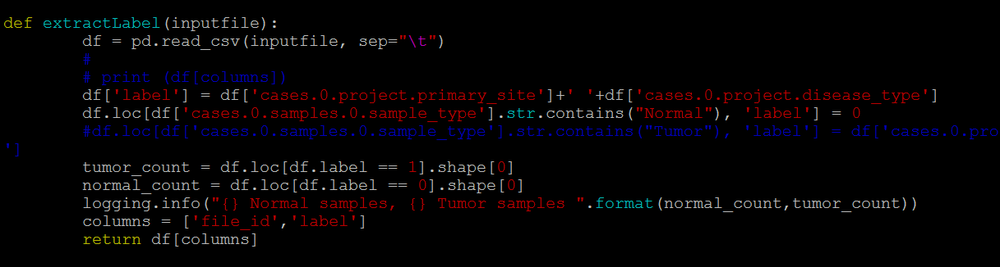 def extractLabel(inputfile):
        df = pd.read_csv(inputfile, sep="\t")
        #
        # print (df[columns])
        df['label'] = df['cases.0.project.primary_site']+' '+df['cases.0.project.disease_type']
        df.loc[df['cases.0.samples.0.sample_type'].str.contains("Normal"), 'label'] = 0
        #df.loc[df['cases.0.samples.0.sample_type'].str.contains("Tumor"), 'label'] = df['cases.0.pro
']
        tumor_count = df.loc[df.label == 1].shape[0]
        normal_count = df.loc[df.label == 0].shape[0]
        logging.info("{} Normal samples, {} Tumor samples ".format(normal_count,tumor_count))
        columns = ['file_id','label']
        return df[columns]